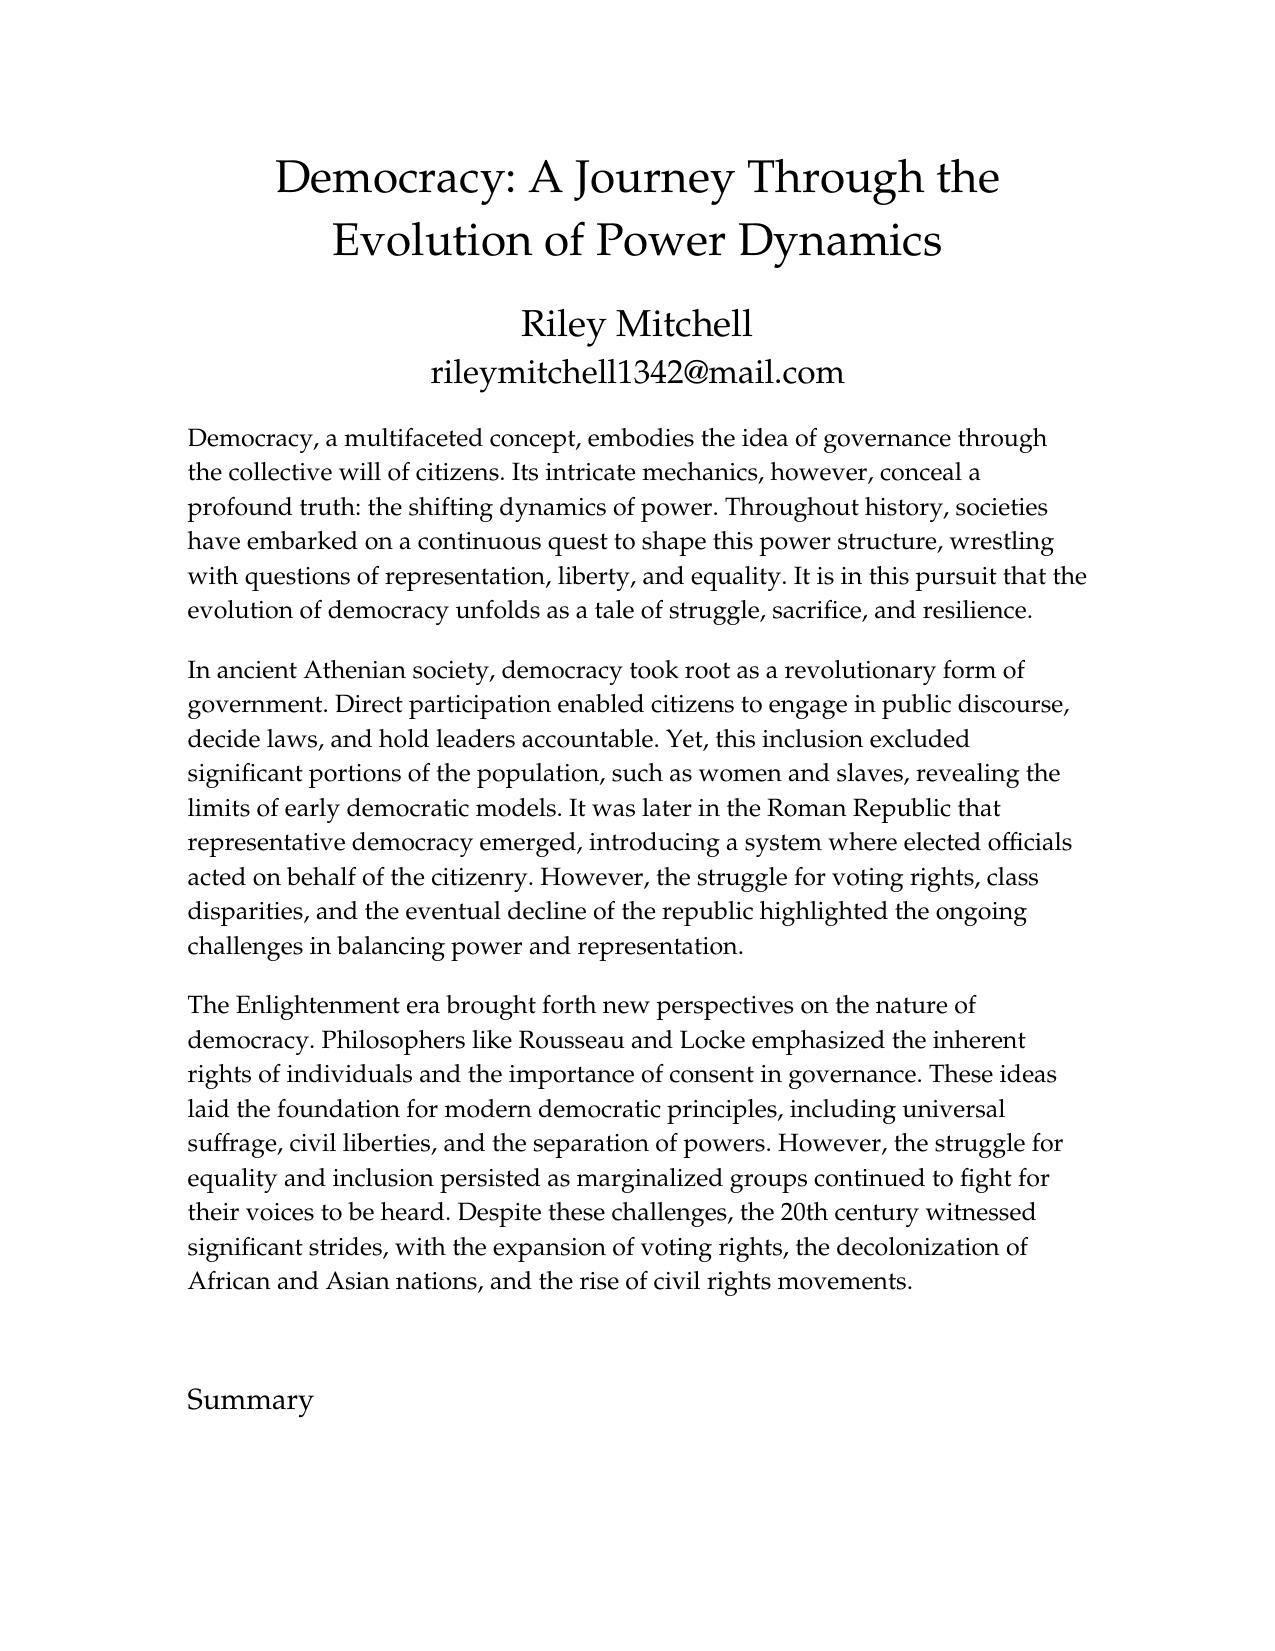 Democracy: A Journey Through the
Evolution of Power Dynamics
Riley Mitchell
rileymitchell1342@mail.com
Democracy, a multifaceted concept, embodies the idea of governance through
the collective will of citizens. Its intricate mechanics, however, conceal a
profound truth: the shifting dynamics of power. Throughout history, societies
have embarked on a continuous quest to shape this power structure, wrestling
with questions of representation, liberty, and equality. It is in this pursuit that the
evolution of democracy unfolds as a tale of struggle, sacrifice, and resilience.
In ancient Athenian society, democracy took root as a revolutionary form of
government. Direct participation enabled citizens to engage in public discourse,
decide laws, and hold leaders accountable. Yet, this inclusion excluded
significant portions of the population, such as women and slaves, revealing the
limits of early democratic models. It was later in the Roman Republic that
representative democracy emerged, introducing a system where elected officials
acted on behalf of the citizenry. However, the struggle for voting rights, class
disparities, and the eventual decline of the republic highlighted the ongoing
challenges in balancing power and representation.
The Enlightenment era brought forth new perspectives on the nature of
democracy. Philosophers like Rousseau and Locke emphasized the inherent
rights of individuals and the importance of consent in governance. These ideas
laid the foundation for modern democratic principles, including universal
suffrage, civil liberties, and the separation of powers. However, the struggle for
equality and inclusion persisted as marginalized groups continued to fight for
their voices to be heard. Despite these challenges, the 20th century witnessed
significant strides, with the expansion of voting rights, the decolonization of
African and Asian nations, and the rise of civil rights movements.
Summary